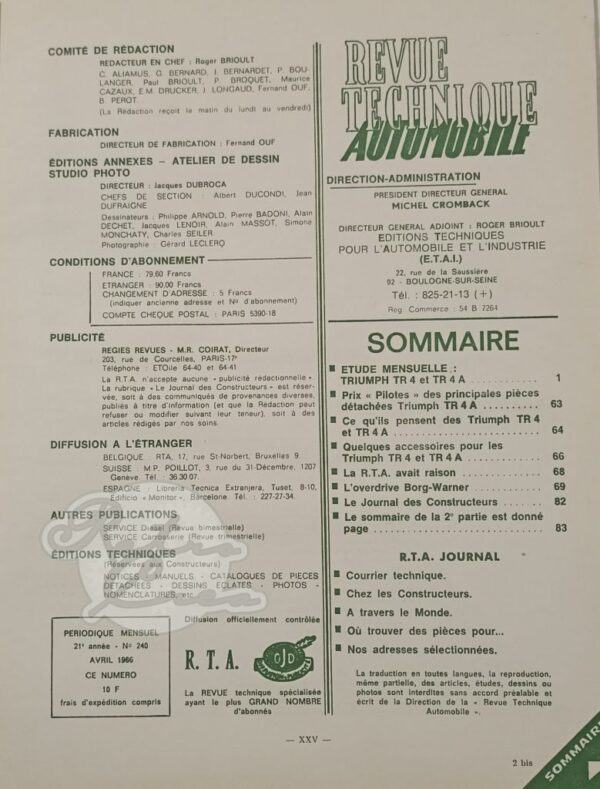 COMITÉ DE RÉDACTION
REDACTEUR EN CHEF : Roger BRIOULT
C. ALIAMUS, G. BERNARD, J. BERNARDET, P. BOU-
LANGER, Paul BRIOULT, P. BROQUET, Maurice
CAZAUX, E.M. DRUCKER, J. LONGAUD, Fernand OUF,
B. PEROT.
(La Rédaction reçoit le matin du lundi au vendredi)
FABRICATION
DIRECTEUR DE FABRICATION : Fernand OUF
ÉDITIONS ANNEXES – ATELIER DE DESSIN
STUDIO PHOTO
DIRECTEUR : Jacques DUBROCA
CHEFS DE SECTION : Albert DUCONDI, Jean
DUFRAIGNE
Dessinateurs : Philippe ARNOLD, Pierre BADONI, Alain
DECHET, Jacques LENOIR, Alain MASSOT, Simone
MONCHATY, Charles SEILER
Photographie : Gérard LECLERQ
CONDITIONS D'ABONNEMENT
FRANCE : 79,60 Francs
ETRANGER : 90,00 Francs
CHANGEMENT D'ADRESSE : 5 Francs
(indiquer ancienne adresse et No d'abonnement)
COMPTE CHEQUE POSTAL : PARIS 5390-18
PUBLICITÉ
REGIES REVUES - M.R. COIRAT, Directeur
203, rue de Courcelles, PARIS-17e
Téléphone : ETOile 64-40 et 64-41
La R.T.A. n'accepte aucune « publicité rédactionnelle ».
La rubrique « Le Journal des Constructeurs » est réser-
vée, soit à des communiqués de provenances diverses,
publiés à titre d'information (et que la Rédaction peut
refuser ou modifier suivant leur teneur), soit à des
articles rédigés par nos soins.
DIFFUSION A L'ÉTRANGER
BELGIQUE : RTA, 17, rue St-Norbert, Bruxelles 9
SUISSE : M.P. POILLOT, 3, rue du 31-Décembre, 1207
Genève. Tél. : 36.30.07
ESPAGNE : Libreria Tecnica Extranjera, Tuset, 8-10,
Edificio « Monitor », Barcelone. Tél. : 227-27-34.
AUTRES PUBLICATIONS
SERVICE Diesel (Revue bimestrielle)
SERVICE Carrosserie (Revue trimestrielle)
ÉDITIONS TECHNIQUES
(Réservées aux Constructeurs)
NOTICES - MANUELS - CATALOGUES DE PIECES
DETACHEES - DESSINS ECLATES - PHOTOS -
NOMENCLATURES, etc...
PERIODIQUE MENSUEL
21e année - No 240
AVRIL 1966
CE NUMERO
10 F
frais d'expédition compris
Diffusion officiellement contrôlée
R. T. A.
OJD
La REVUE technique spécialisée
ayant le plus GRAND NOMBRE
d'abonnés
REVUE
TECHNIQUE
AUTOMOBILE
DIRECTION-ADMINISTRATION
PRESIDENT DIRECTEUR GENERAL
MICHEL CROMBACK
DIRECTEUR GENERAL ADJOINT : ROGER BRIOULT
EDITIONS TECHNIQUES
POUR L'AUTOMOBILE ET L'INDUSTRIE
(E.T.A.I.)
22, rue de la Saussière
92 - BOULOGNE-SUR-SEINE
Tél. : 825-21-13 (+)
Reg. Commerce : 54 B 7264
SOMMAIRE
ETUDE MENSUELLE :
TRIUMPH TR 4 et TR 4 A ........... 1
Prix « Pilotes » des principales pièces
détachées Triumph TR 4 A .......... 63
Ce qu'ils pensent des Triumph TR 4
et TR 4 A ..................... 64
Quelques accessoires pour les
Triumph TR 4 et TR 4 A ........... 66
La R.T.A. avait raison ............. 68
L'overdrive Borg-Warner ........... 69
Le Journal des Constructeurs ....... 82
Le sommaire de la 2e partie est donné
page ......................... 83
R.T.A. JOURNAL
Courrier technique.
Chez les Constructeurs.
A travers le Monde.
Où trouver des pièces pour...
Nos adresses sélectionnées.
La traduction en toutes langues, la reproduction,
même partielle, des articles, études, dessins ou
photos sont interdites sans accord préalable et
écrit de la Direction de la « Revue Technique
Automobile ».
— XXV —
2 bis
SOMMAIRE